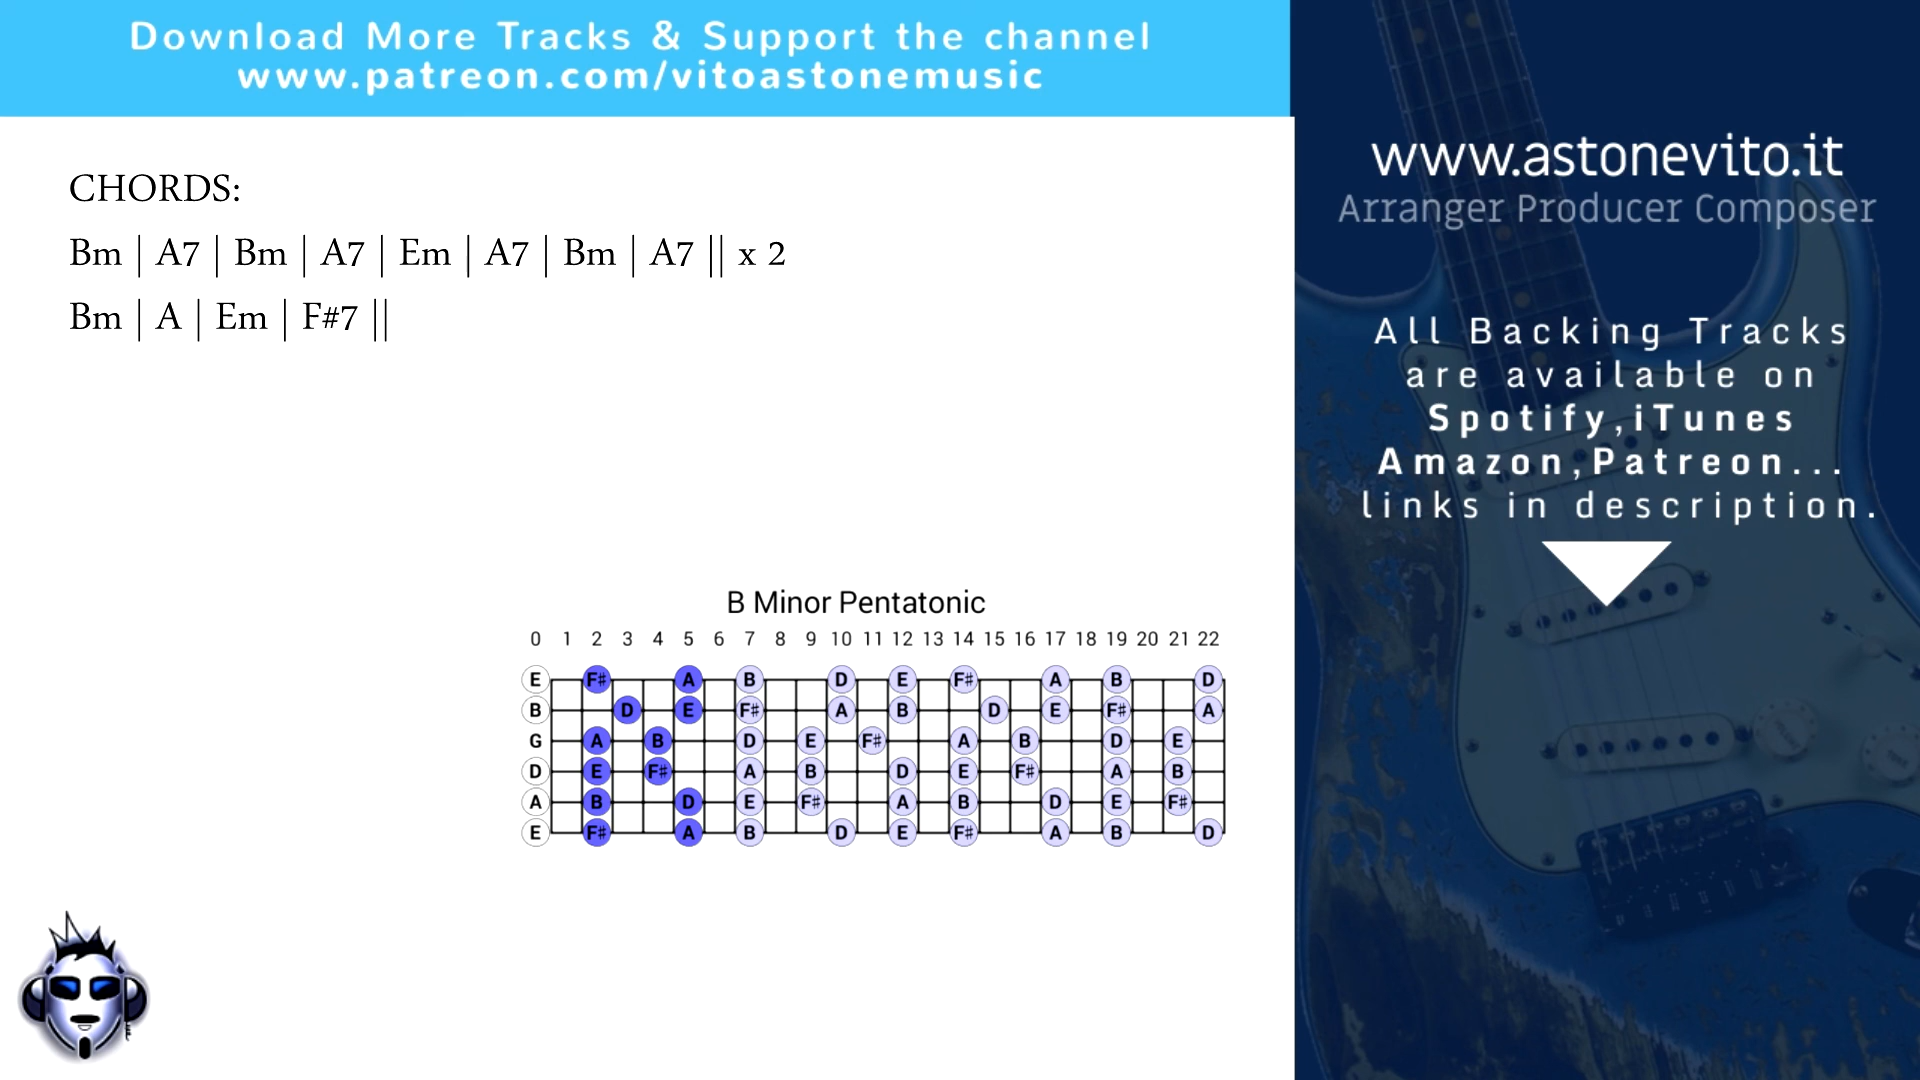 Download More Tracks & Support the channel
www.patreon.com/vitoastonemusic
CHORDS:
Bm | A7 | Bm | A7 | Em | A7 | Bm | A7 || x 2
Bm | A | Em | F#7 ||
B Minor Pentatonic
0 1 2 3 4 5 6 7 8 9 10 11 12 13 14 15 16 17 18 19 20 21 22
E F# A B D E F# A B D
B D E F# A B D E F# A
G A B D E F# A B D E
D E F# A B D E F# A B
A B D E F# A B D E F#
E F# A B D E F# A B D
www.astonevito.it
Arranger Producer Composer
All Backing Tracks
are available on
Spotify,iTunes
Amazon,Patreon...
links in description.